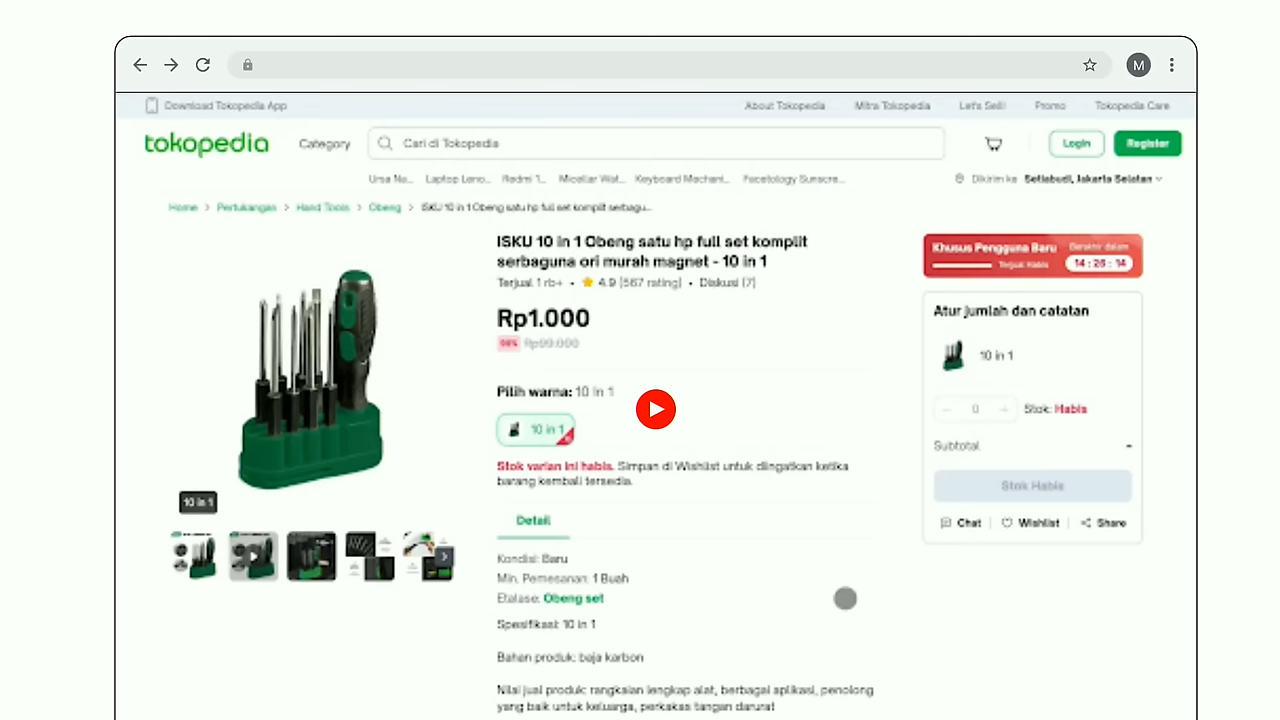 M
Download Tokopedia App
About Tokopedia
Mitra Tokopedia
Let's Sell!
Promo
Tokopedia Care
tokopedia
Category
Cari di Tokopedia
Login
Register
Ursa Ne...
Laptop Leno...
Redmi 1...
Micellar Wat...
Keyboard Mechani...
Facetology Sunscre...
Dikirim ke Setiabudi, Jakarta Selatan
Home > Pertukangan > Hand Tools > Obeng > ISKU 10 in 1 Obeng satu hp full set komplit serbagu...
ISKU 10 in 1 Obeng satu hp full set komplit
serbaguna ori murah magnet - 10 in 1
Terjual 1 rb+ • 4.9 (567 rating) • Diskusi (7)
Rp1.000
Rp99.000
Pilih warna: 10 in 1
10 in 1
Stok varian ini habis. Simpan di Wishlist untuk diingatkan ketika
barang kembali tersedia.
10 in 1
Detail
Kondisi: Baru
Min. Pemesanan: 1 Buah
Etalase: Obeng set
Spesifikasi: 10 in 1
Bahan produk: baja karbon
Nilai jual produk: rangkaian lengkap alat, berbagai aplikasi, penolong
yang baik untuk keluarga, perkakas tangan darurat
Khusus Pengguna Baru
Berakhir dalam
Terjual Habis
14 : 26 : 14
Atur jumlah dan catatan
10 in 1
0
Stok: Habis
Subtotal
-
Stok Habis
Chat
Wishlist
Share